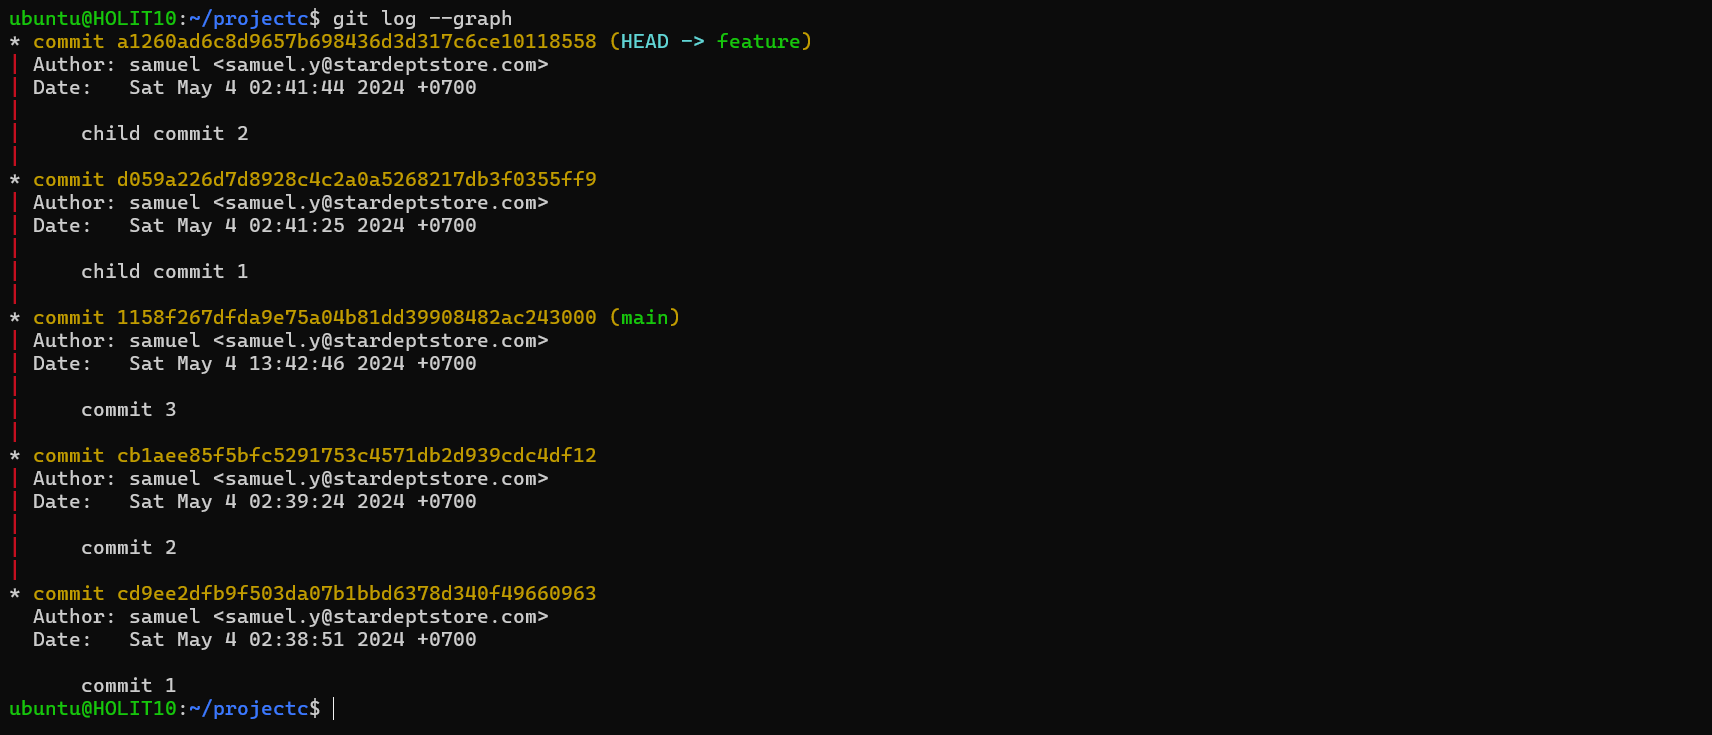 ubuntu@HOLIT10:~/projectc$ git log --graph
* commit a1260ad6c8d9657b698436d3d317c6ce10118558 (HEAD -> feature)
| Author: samuel <samuel.y@stardeptstore.com>
| Date:   Sat May 4 02:41:44 2024 +0700
|
|     child commit 2
|
* commit d059a226d7d8928c4c2a0a5268217db3f0355ff9
| Author: samuel <samuel.y@stardeptstore.com>
| Date:   Sat May 4 02:41:25 2024 +0700
|
|     child commit 1
|
* commit 1158f267dfda9e75a04b81dd39908482ac243000 (main)
| Author: samuel <samuel.y@stardeptstore.com>
| Date:   Sat May 4 13:42:46 2024 +0700
|
|     commit 3
|
* commit cb1aee85f5bfc5291753c4571db2d939cdc4df12
| Author: samuel <samuel.y@stardeptstore.com>
| Date:   Sat May 4 02:39:24 2024 +0700
|
|     commit 2
|
* commit cd9ee2dfb9f503da07b1bbd6378d340f49660963
  Author: samuel <samuel.y@stardeptstore.com>
  Date:   Sat May 4 02:38:51 2024 +0700

      commit 1
ubuntu@HOLIT10:~/projectc$